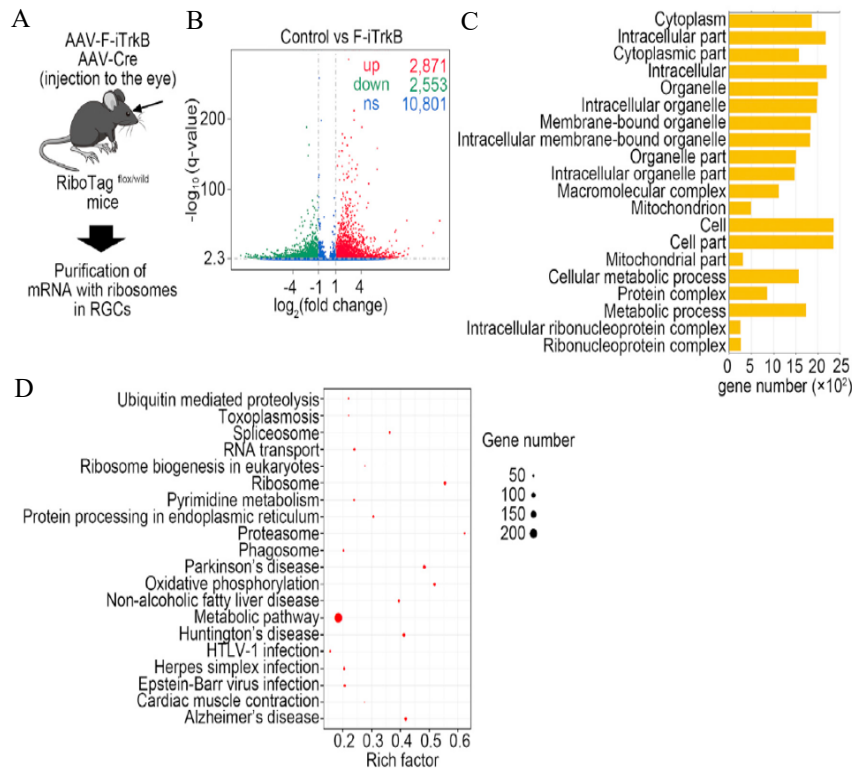 A
AAV-F-iTrkB
AAV-Cre
(injection to the eye)
RiboTag flox/wild
mice
Purification of
mRNA with ribosomes
in RGCs
B
Control vs F-iTrkB
up 2,871
down 2,553
ns 10,801
-log10 (q-value)
200
100
2.3
-4 -1 1 4
log2(fold change)
C
Cytoplasm
Intracellular part
Cytoplasmic part
Intracellular
Organelle
Intracellular organelle
Membrane-bound organelle
Intracellular membrane-bound organelle
Organelle part
Intracellular organelle part
Macromolecular complex
Mitochondrion
Cell
Cell part
Mitochondrial part
Cellular metabolic process
Protein complex
Metabolic process
Intracellular ribonucleoprotein complex
Ribonucleoprotein complex
0 5 10 15 20 25
gene number (×10²)
D
Ubiquitin mediated proteolysis
Toxoplasmosis
Spliceosome
RNA transport
Ribosome biogenesis in eukaryotes
Ribosome
Pyrimidine metabolism
Protein processing in endoplasmic reticulum
Proteasome
Phagosome
Parkinson's disease
Oxidative phosphorylation
Non-alcoholic fatty liver disease
Metabolic pathway
Huntington's disease
HTLV-1 infection
Herpes simplex infection
Epstein-Barr virus infection
Cardiac muscle contraction
Alzheimer's disease
0.2 0.3 0.4 0.5 0.6
Rich factor
Gene number
50
100
150
200